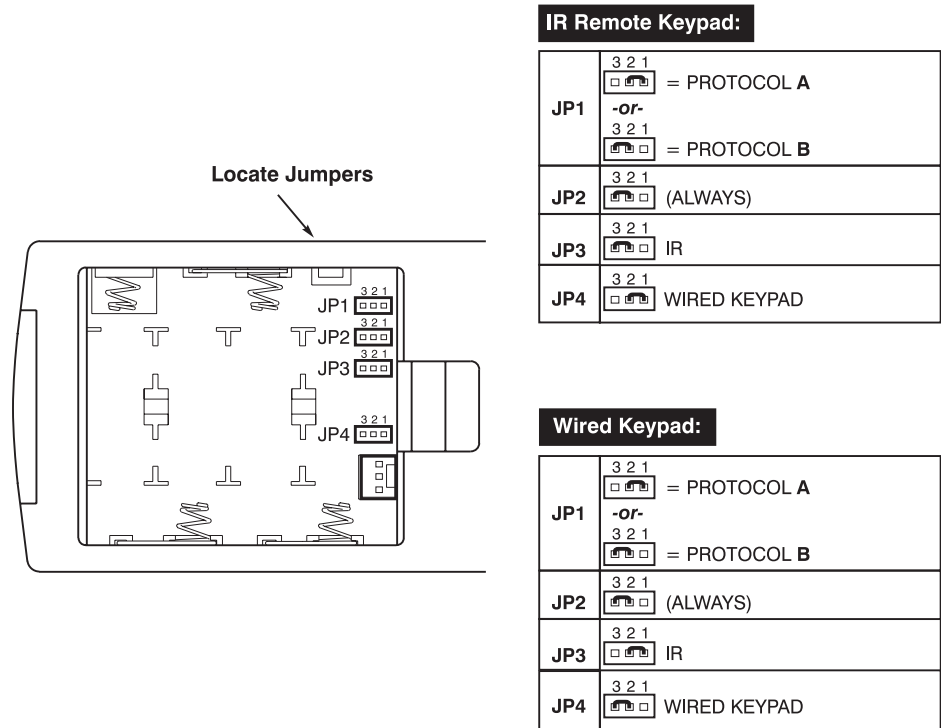 Locate Jumpers
3 2 1
JP1
3 2 1
JP2
3 2 1
JP3
3 2 1
JP4
IR Remote Keypad:
3 2 1
JP1 = PROTOCOL A
-or-
3 2 1
= PROTOCOL B
3 2 1
JP2 (ALWAYS)
3 2 1
JP3 IR
3 2 1
JP4 WIRED KEYPAD
Wired Keypad:
3 2 1
JP1 = PROTOCOL A
-or-
3 2 1
= PROTOCOL B
3 2 1
JP2 (ALWAYS)
3 2 1
JP3 IR
3 2 1
JP4 WIRED KEYPAD